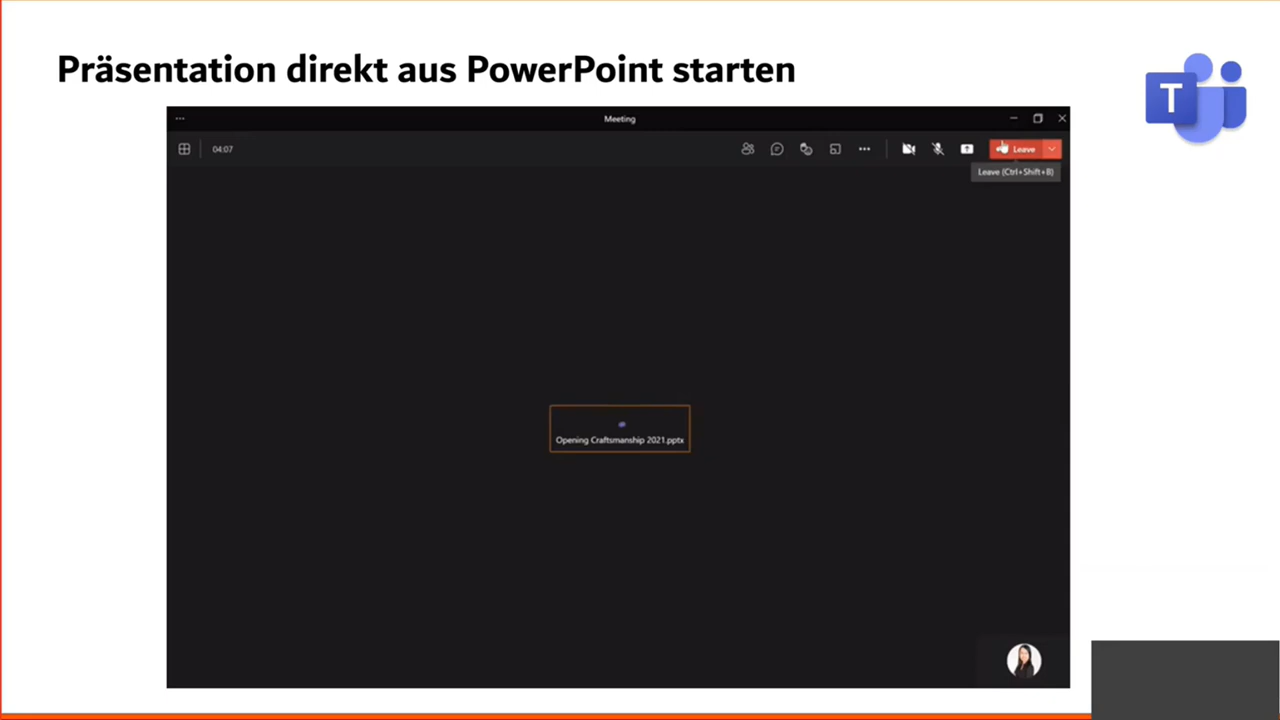 Präsentation direkt aus PowerPoint starten
T
Meeting
04:07
Leave
Leave (Ctrl+Shift+B)
Opening Craftsmanship 2021.pptx